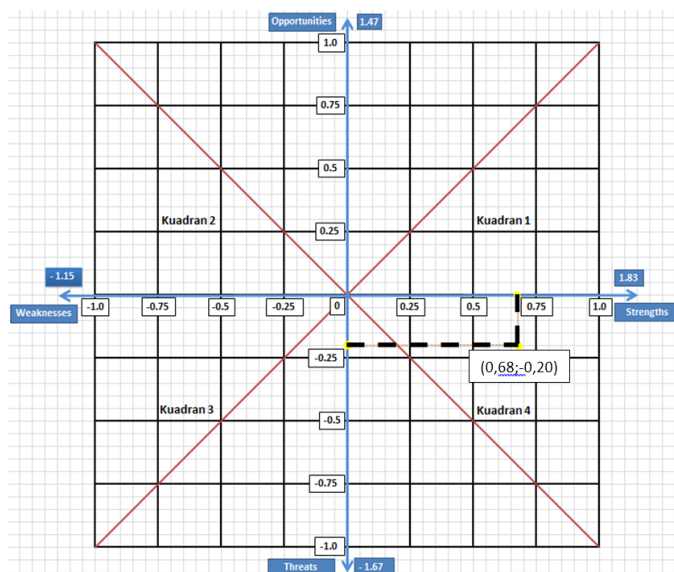 Opportunities
1.47
1.0
0.75
0.5
Kuadran 2
Kuadran 1
0.25
- 1.15
1.83
Weaknesses
-1.0
-0.75
-0.5
-0.25
0
0.25
0.5
0.75
1.0
Strengths
-0.25
(0,68;-0,20)
Kuadran 3
Kuadran 4
-0.5
-0.75
-1.0
Threats
- 1.67